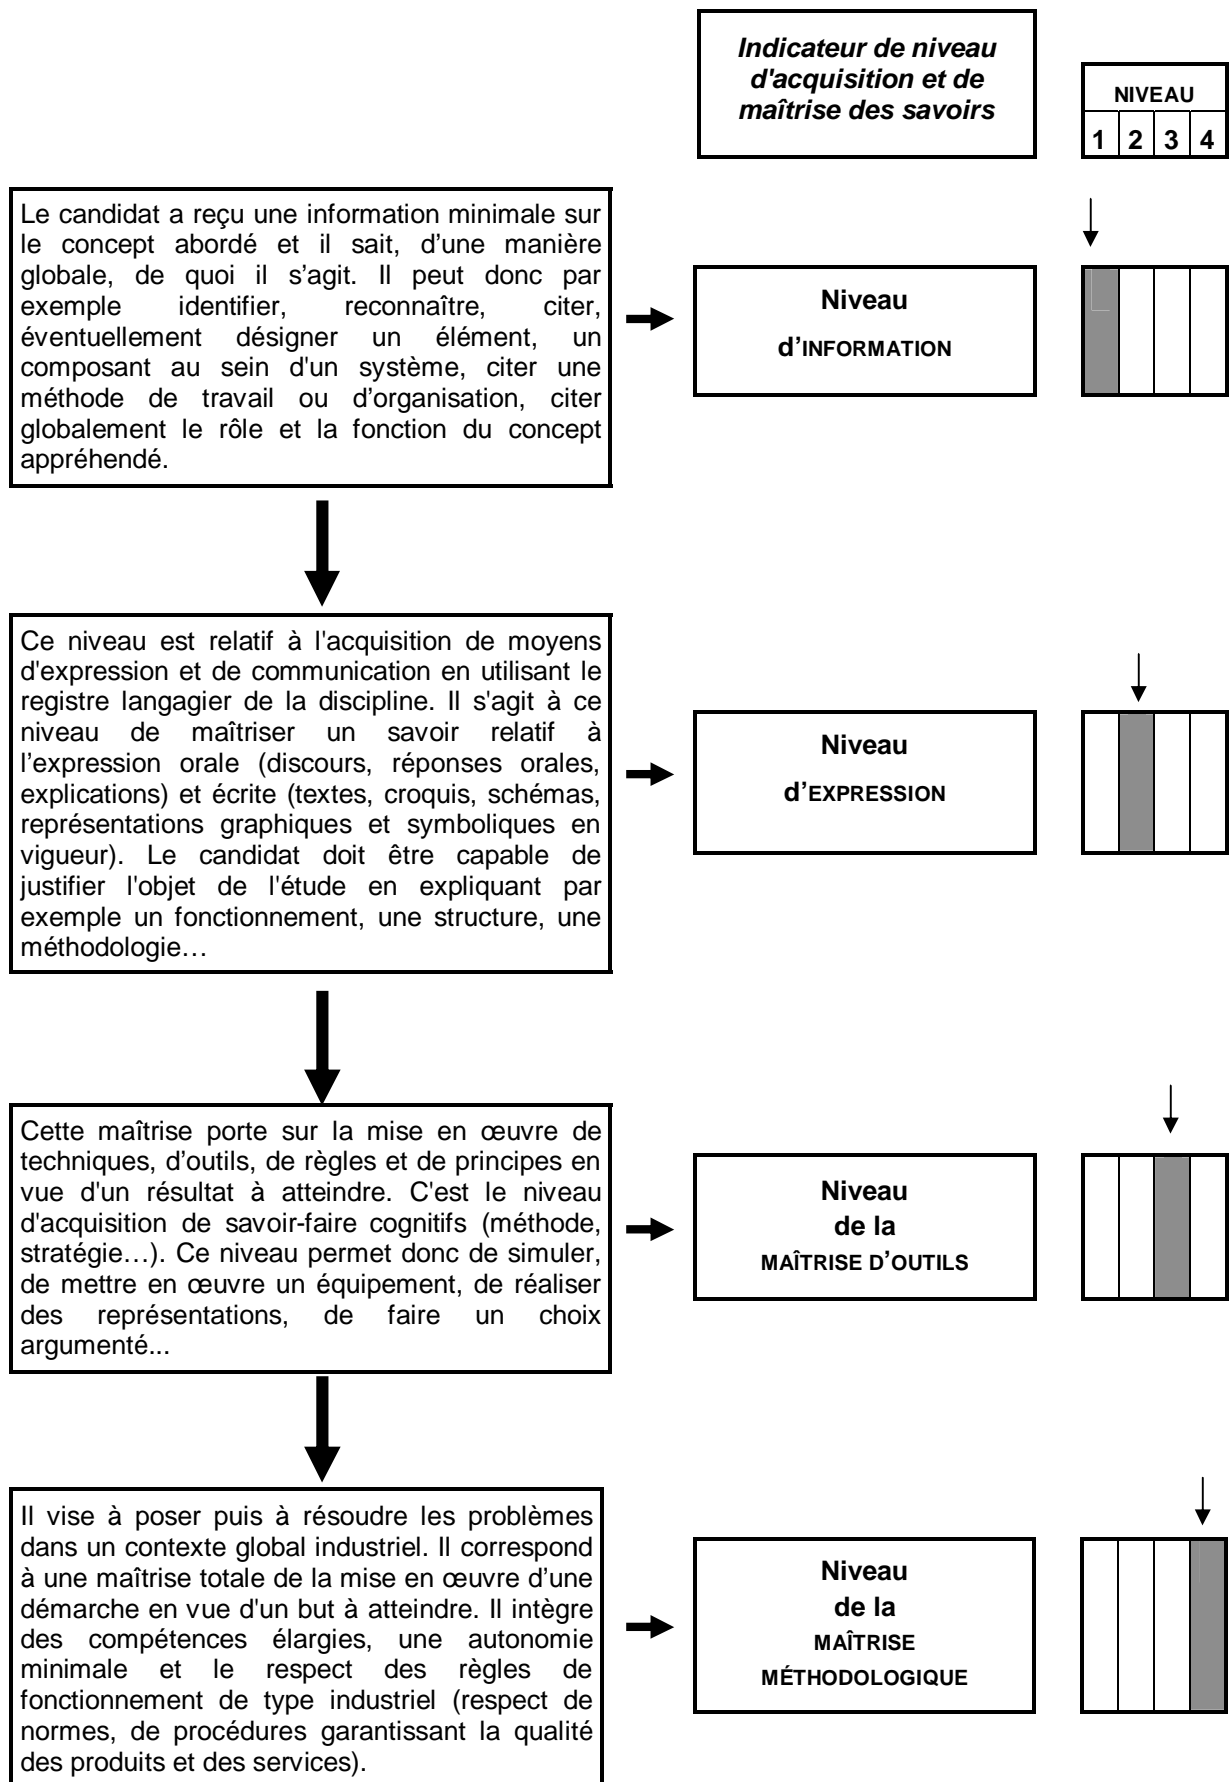 Indicateur de niveau
d'acquisition et de
maîtrise des savoirs
NIVEAU
1 2 3 4
Le candidat a reçu une information minimale sur
le concept abordé et il sait, d’une manière
globale, de quoi il s’agit. Il peut donc par
exemple identifier, reconnaître, citer,
éventuellement désigner un élément, un
composant au sein d'un système, citer une
méthode de travail ou d’organisation, citer
globalement le rôle et la fonction du concept
appréhendé.
Niveau
d’INFORMATION
Ce niveau est relatif à l'acquisition de moyens
d'expression et de communication en utilisant le
registre langagier de la discipline. Il s'agit à ce
niveau de maîtriser un savoir relatif à
l’expression orale (discours, réponses orales,
explications) et écrite (textes, croquis, schémas,
représentations graphiques et symboliques en
vigueur). Le candidat doit être capable de
justifier l'objet de l'étude en expliquant par
exemple un fonctionnement, une structure, une
méthodologie…
Niveau
d’EXPRESSION
Cette maîtrise porte sur la mise en œuvre de
techniques, d’outils, de règles et de principes en
vue d'un résultat à atteindre. C'est le niveau
d'acquisition de savoir-faire cognitifs (méthode,
stratégie…). Ce niveau permet donc de simuler,
de mettre en œuvre un équipement, de réaliser
des représentations, de faire un choix
argumenté...
Niveau
de la
MAÎTRISE D’OUTILS
Il vise à poser puis à résoudre les problèmes
dans un contexte global industriel. Il correspond
à une maîtrise totale de la mise en œuvre d’une
démarche en vue d'un but à atteindre. Il intègre
des compétences élargies, une autonomie
minimale et le respect des règles de
fonctionnement de type industriel (respect de
normes, de procédures garantissant la qualité
des produits et des services).
Niveau
de la
MAÎTRISE
MÉTHODOLOGIQUE